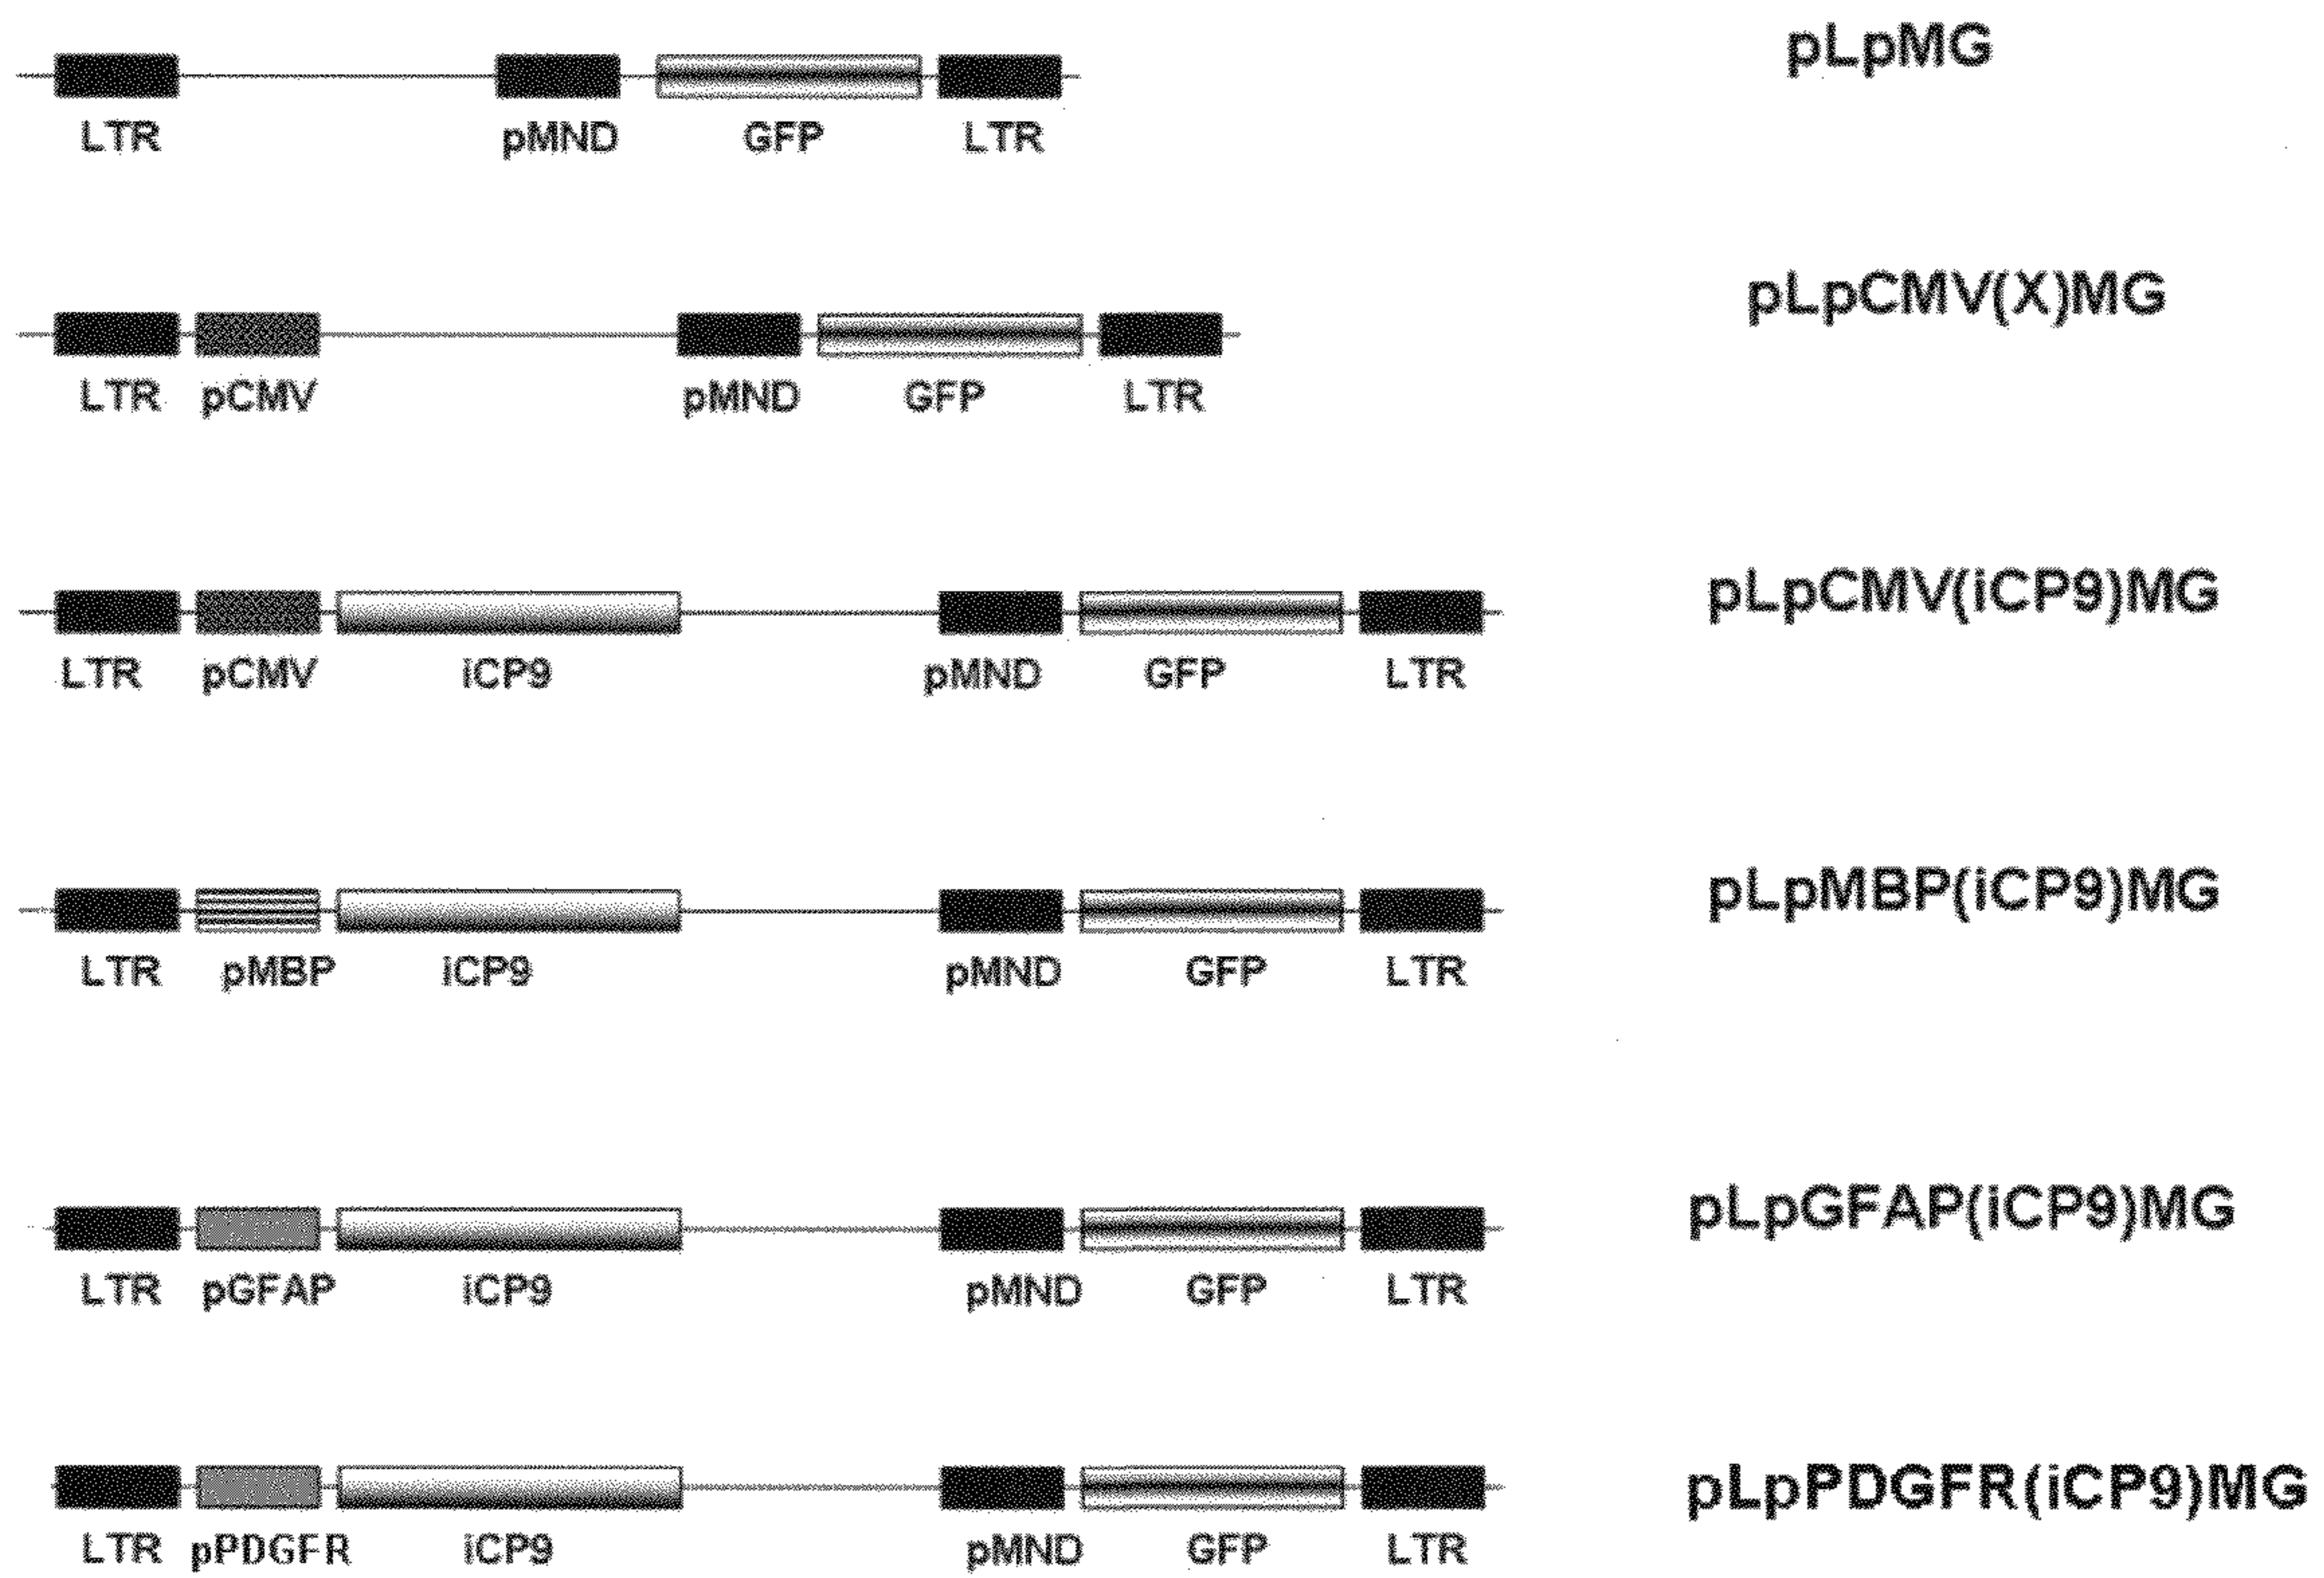 pLpMG
LTR pMND GFP LTR
pLpCMV(X)MG
LTR pCMV pMND GFP LTR
pLpCMV(iCP9)MG
LTR pCMV iCP9 pMND GFP LTR
pLpMBP(iCP9)MG
LTR pMBP iCP9 pMND GFP LTR
pLpGFAP(iCP9)MG
LTR pGFAP iCP9 pMND GFP LTR
pLpPDGFR(iCP9)MG
LTR pPDGFR iCP9 pMND GFP LTR